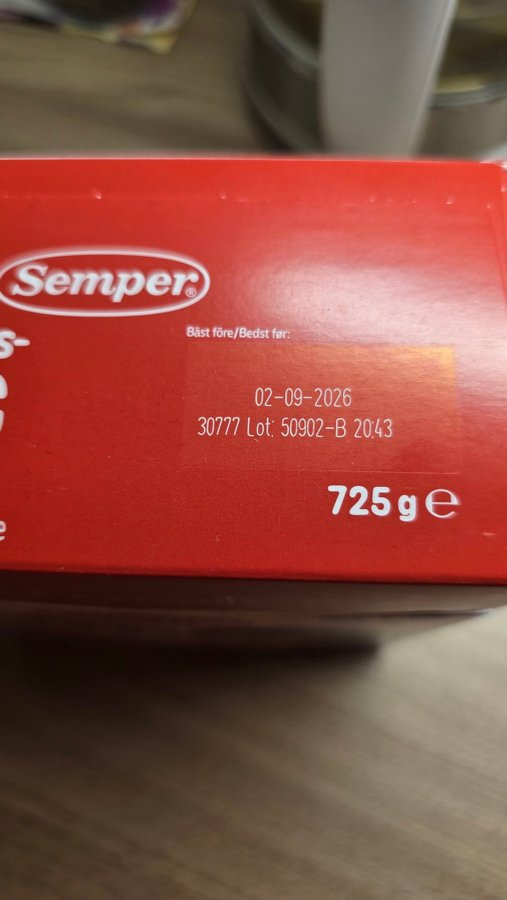 Semper®
s-
Bäst före/Bedst før:
02-09-2026
30777 Lot: 50902-B 20:43
725 g ℮
e